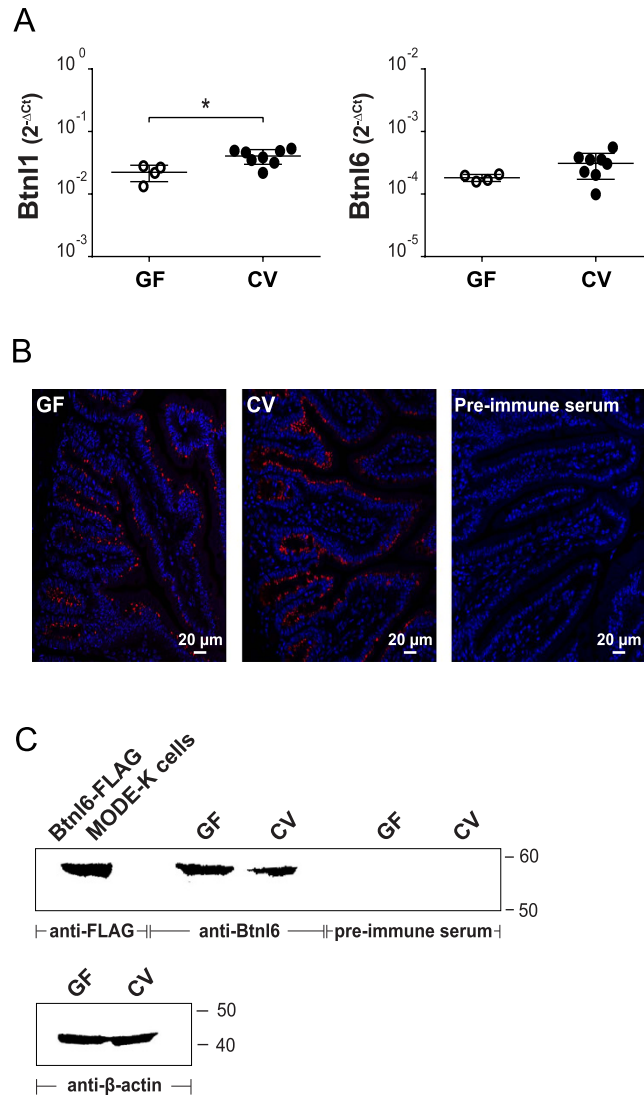 A
Btnl1 (2^-ΔCt)
10^0
10^-1
10^-2
10^-3
*
GF CV
Btnl6 (2^-ΔCt)
10^-2
10^-3
10^-4
10^-5
GF CV
B
GF
20 µm
CV
20 µm
Pre-immune serum
20 µm
C
Btnl6-FLAG
MODE-K cells
GF CV GF CV
60
50
anti-FLAG anti-Btnl6 pre-immune serum
GF CV
50
40
anti-β-actin